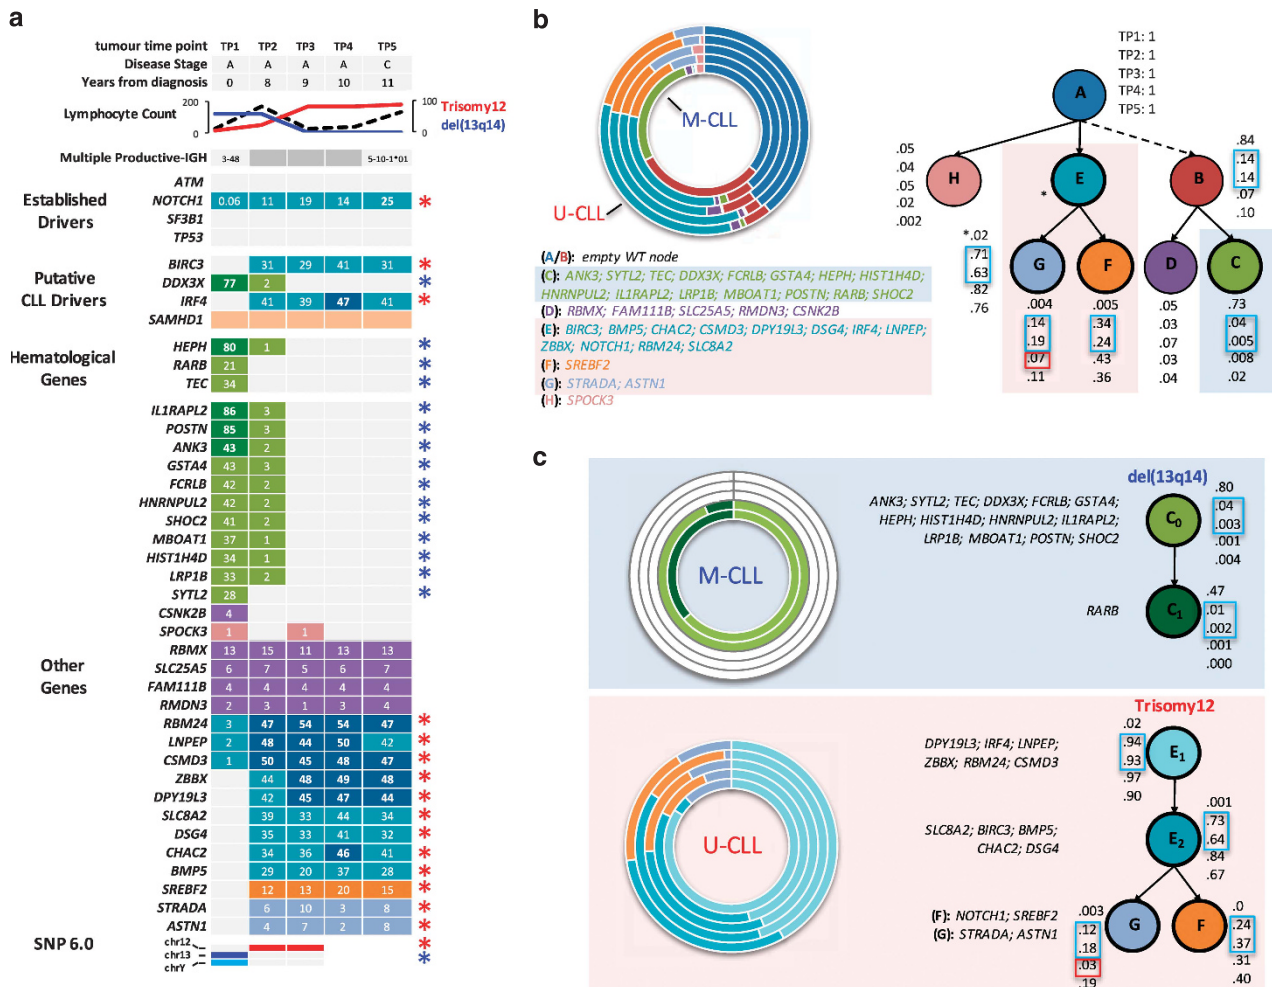 a
tumour time point TP1 TP2 TP3 TP4 TP5
Disease Stage A A A A C
Years from diagnosis 0 8 9 10 11
Lymphocyte Count 200 0 100 0 Trisomy12
del(13q14)
Multiple Productive-IGH 3-48 5-10-1*01
Established
Drivers
ATM
NOTCH1 0.06 11 19 14 25 *
SF3B1
TP53
Putative
CLL Drivers
BIRC3 31 29 41 31 *
DDX3X 77 2 *
IRF4 41 39 47 41 *
SAMHD1
Hematological
Genes
HEPH 80 1 *
RARB 21 *
TEC 34 *
Other
Genes
IL1RAPL2 86 3 *
POSTN 85 3 *
ANK3 43 2 *
GSTA4 43 3 *
FCRLB 42 2 *
HNRNPUL2 42 2 *
SHOC2 41 2 *
MBOAT1 37 1 *
HIST1H4D 34 1 *
LRP1B 33 2 *
SYTL2 28 *
CSNK2B 4
SPOCK3 1 1
RBMX 13 15 11 13 13
SLC25A5 6 7 5 6 7
FAM111B 4 4 4 4 4
RMDN3 2 3 1 3 4
RBM24 3 47 54 54 47 *
LNPEP 2 48 44 50 42 *
CSMD3 1 50 45 48 47 *
ZBBX 44 48 49 48 *
DPY19L3 42 45 47 44 *
SLC8A2 39 33 44 34 *
DSG4 35 33 41 32 *
CHAC2 34 36 46 41 *
BMP5 29 20 37 28 *
SREBF2 12 13 20 15 *
STRADA 6 10 3 8 *
ASTN1 4 7 2 8 *
SNP 6.0
chr12 *
chr13 *
chrY
b
M-CLL
U-CLL
(A/B): empty WT node
(C): ANK3; SYTL2; TEC; DDX3X; FCRLB; GSTA4; HEPH; HIST1H4D;
HNRNPUL2; IL1RAPL2; LRP1B; MBOAT1; POSTN; RARB; SHOC2
(D): RBMX; FAM111B; SLC25A5; RMDN3; CSNK2B
(E): BIRC3; BMP5; CHAC2; CSMD3; DPY19L3; DSG4; IRF4; LNPEP;
ZBBX; NOTCH1; RBM24; SLC8A2
(F): SREBF2
(G): STRADA; ASTN1
(H): SPOCK3
TP1: 1
TP2: 1
TP3: 1
TP4: 1
TP5: 1
A
.05
.04
.05
.02
.002
H
*
E
B
.84
.14
.14
.07
.10
*.02
.71
.63
.82
.76
G
F
D
C
.004
.14
.19
.07
.11
.005
.34
.24
.43
.36
.05
.03
.07
.03
.04
.73
.04
.005
.008
.02
c
M-CLL
ANK3; SYTL2; TEC; DDX3X; FCRLB; GSTA4;
HEPH; HIST1H4D; HNRNPUL2; IL1RAPL2;
LRP1B; MBOAT1; POSTN; SHOC2
del(13q14)
C0
.80
.04
.003
.001
.004
RARB
C1
.47
.01
.002
.001
.000
U-CLL
Trisomy12
DPY19L3; IRF4; LNPEP;
ZBBX; RBM24; CSMD3
.02
.94
.93
.97
.90
E1
SLC8A2; BIRC3; BMP5;
CHAC2; DSG4
E2
.001
.73
.64
.84
.67
(F): NOTCH1; SREBF2
(G): STRADA; ASTN1
.003
.12
.18
.03
.19
G
F
.0
.24
.37
.31
.40